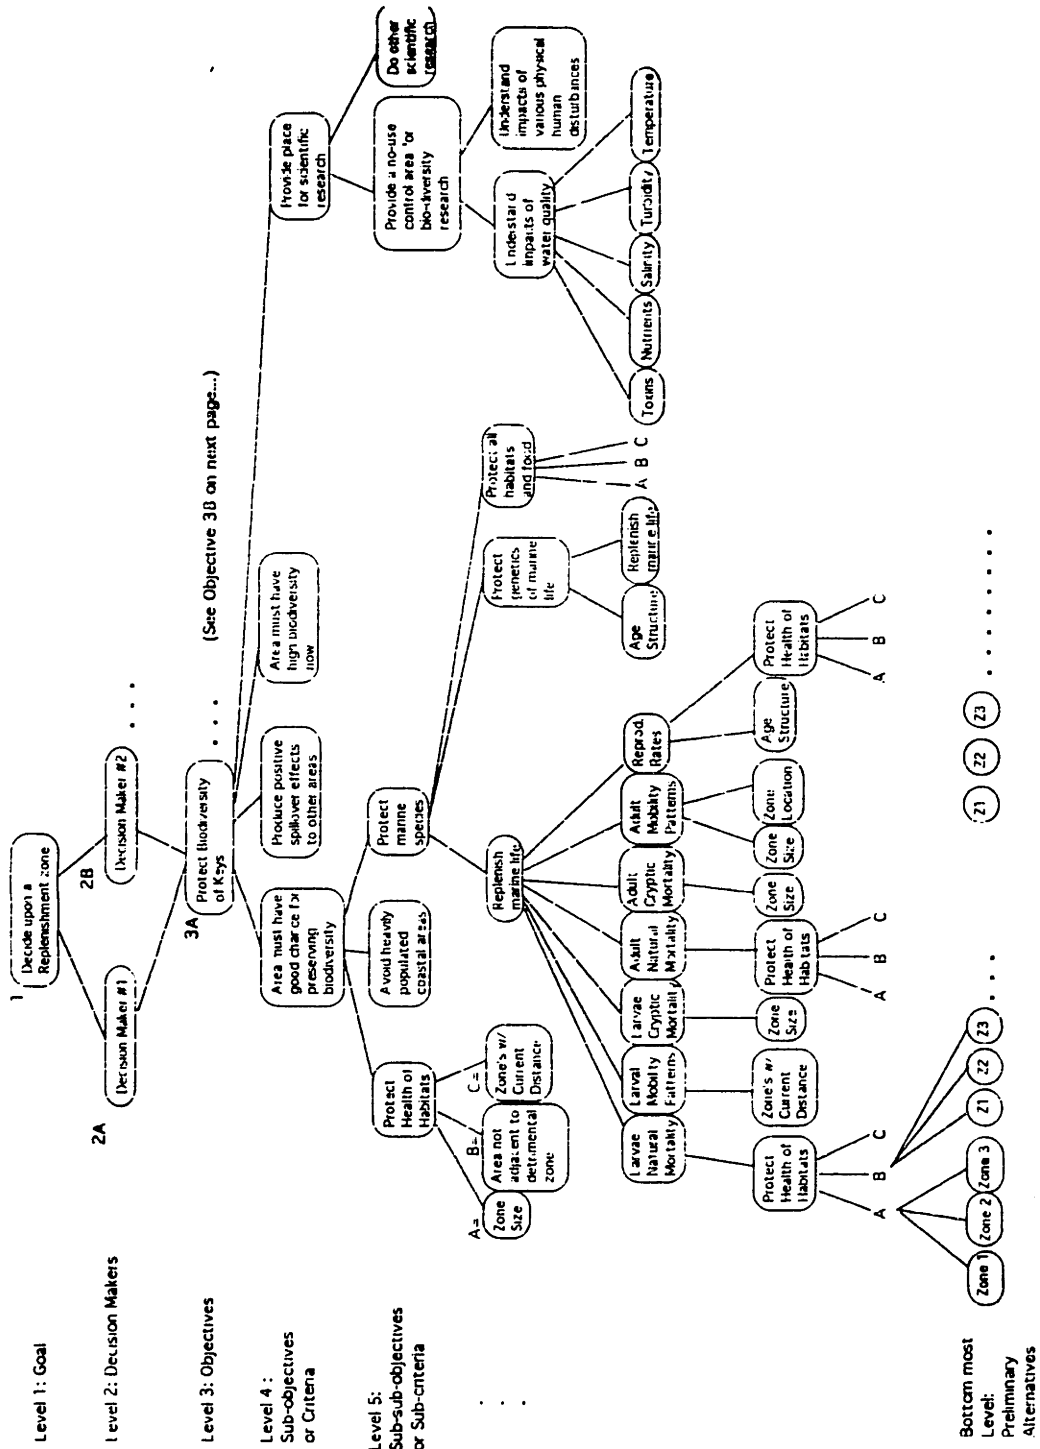 Level 1: Goal
1
Decide upon a
Replenishment zone
Level 2: Decision Makers
2A
Decision Maker #1
2B
Decision Maker #2
. . .
Level 3: Objectives
3A
Protect Biodiversity
of Keys
. . .
(See Objective 3B on next page...)
Level 4 :
Sub-objectives
or Criteria
Area must have
good chance for
preserving
biodiversity
Produce positive
spillover effects
to other areas
Area must have
high biodiversity
now
Provide place
for scientific
research
Level 5:
Sub-sub-objectives
or Sub-criteria
Protect
Health of
Habitats
Avoid heavily
populated
coastal areas
Protect
marine
species
Provide a no-use
control area for
bio-diversity
research
Do other
scientific
research
. . .
A=
Zone
Size
B=
Area not
adjacent to
detrimental
zone
C=
Zone's w/
Current
Distance
Replenish
marine life
Protect
genetics
of marine
life
Protect all
habitats
and food
Understand
impacts of
water quality
Understand
impacts of
various physical
human
disturbances
Larvae
Natural
Mortality
Larval
Mobility
Patterns
Larvae
Cryptic
Mortality
Adult
Natural
Mortality
Adult
Cryptic
Mortality
Adult
Mobility
Patterns
Reprod.
Rates
Age
Structure
Replenish
marine life
A B C
Toxins
Nutrients
Salinity
Turbidity
Temperature
Protect
Health of
Habitats
Zone's w/
Current
Distance
Zone
Size
Protect
Health of
Habitats
Zone
Size
Zone
Size
Zone
Location
Age
Structure
Protect
Health of
Habitats
A B C
A B C
A B C
Bottom most
Level:
Preliminary
Alternatives
Zone 1
Zone 2
Zone 3
Z1
Z2
Z3
. . .
Z1
Z2
Z3
. . . . . . . . .